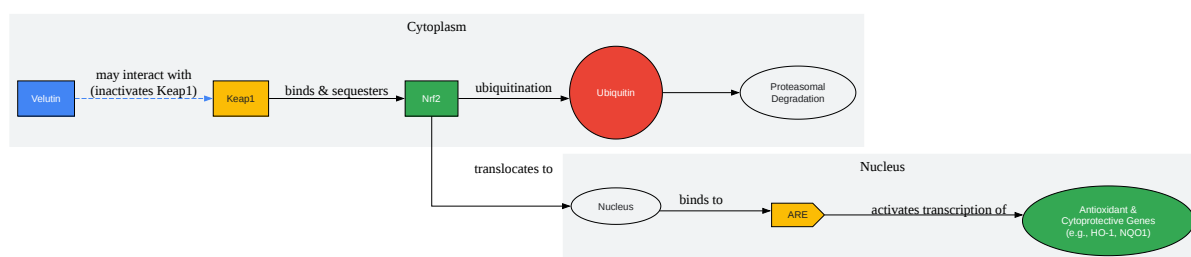 Cytoplasm
Velutin
may interact with
(inactivates Keap1)
Keap1
binds & sequesters
Nrf2
ubiquitination
Ubiquitin
Proteasomal
Degradation
translocates to
Nucleus
Nucleus
binds to
ARE
activates transcription of
Antioxidant &
Cytoprotective Genes
(e.g., HO-1, NQO1)